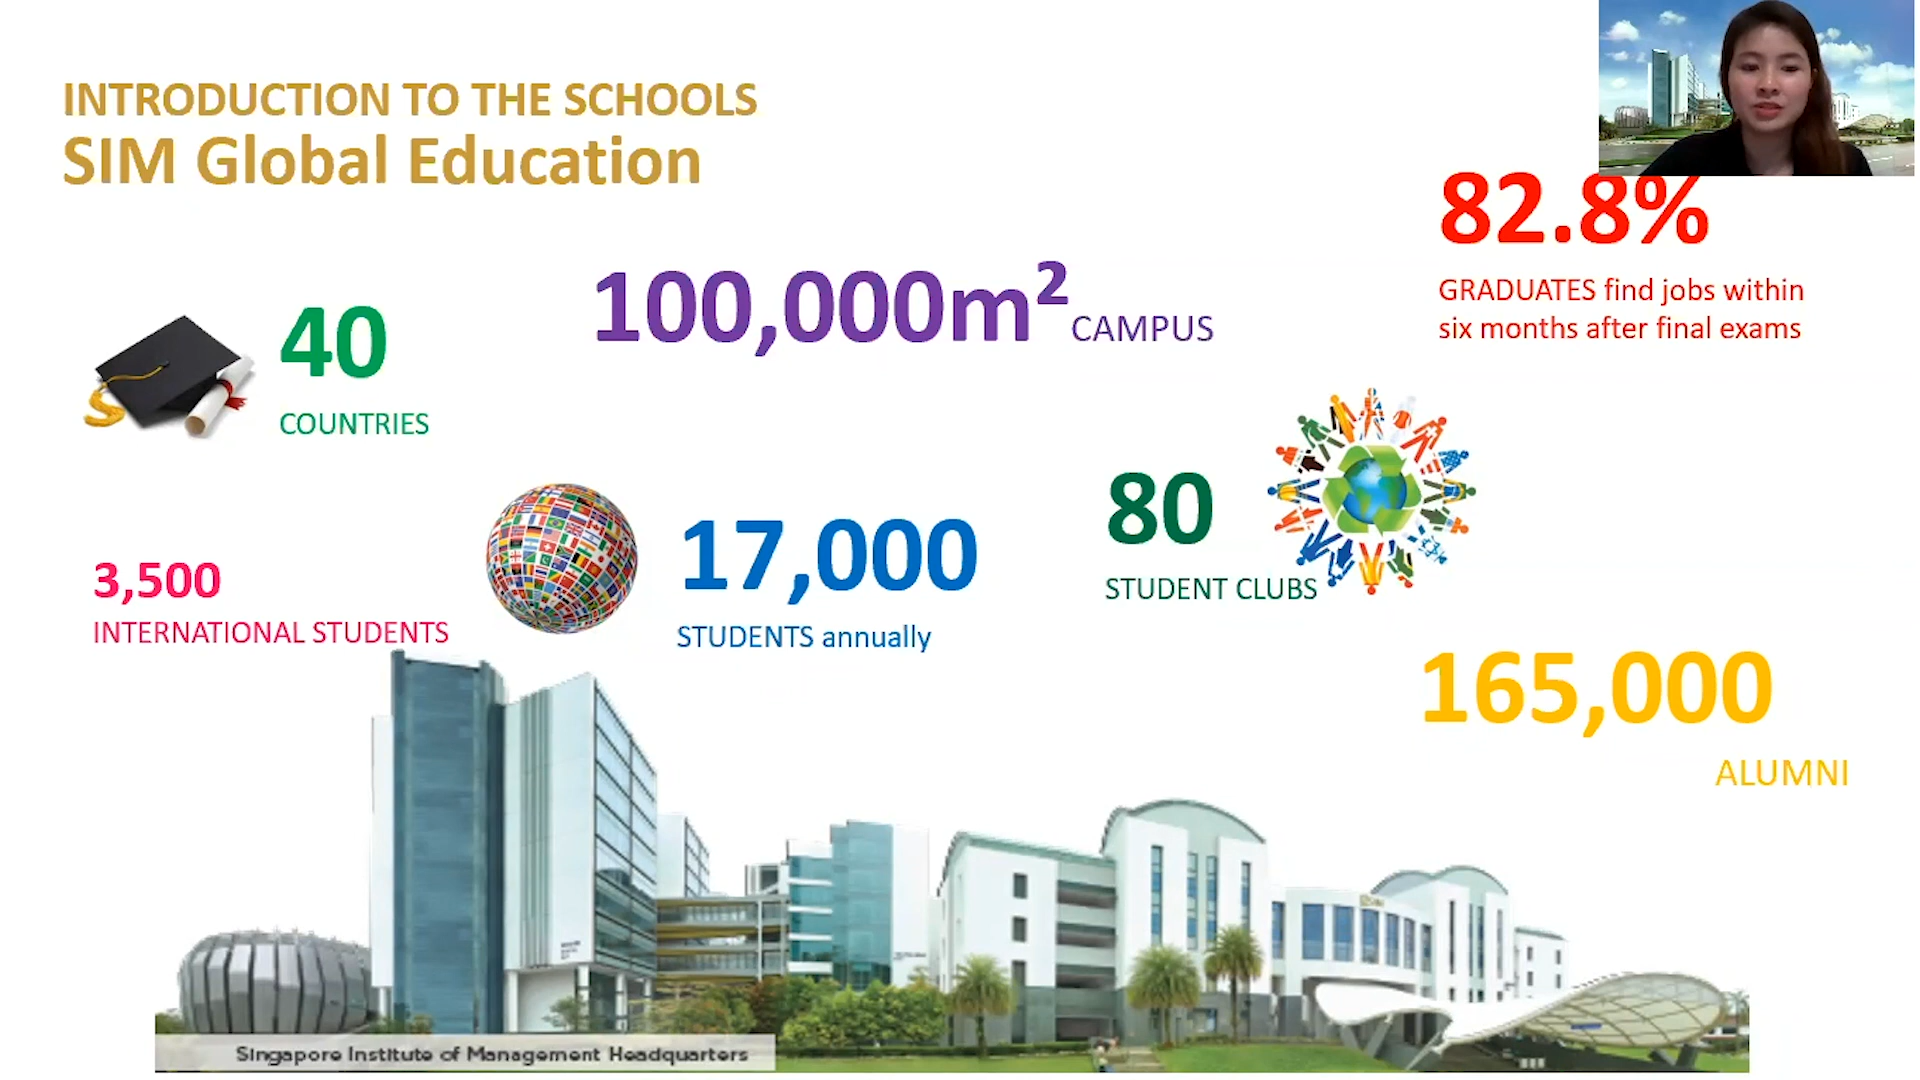 INTRODUCTION TO THE SCHOOLS
SIM Global Education
82.8%
GRADUATES find jobs within
six months after final exams
100,000m² CAMPUS
40
COUNTRIES
80
STUDENT CLUBS
17,000
STUDENTS annually
3,500
INTERNATIONAL STUDENTS
165,000
ALUMNI
Singapore Institute of Management Headquarters